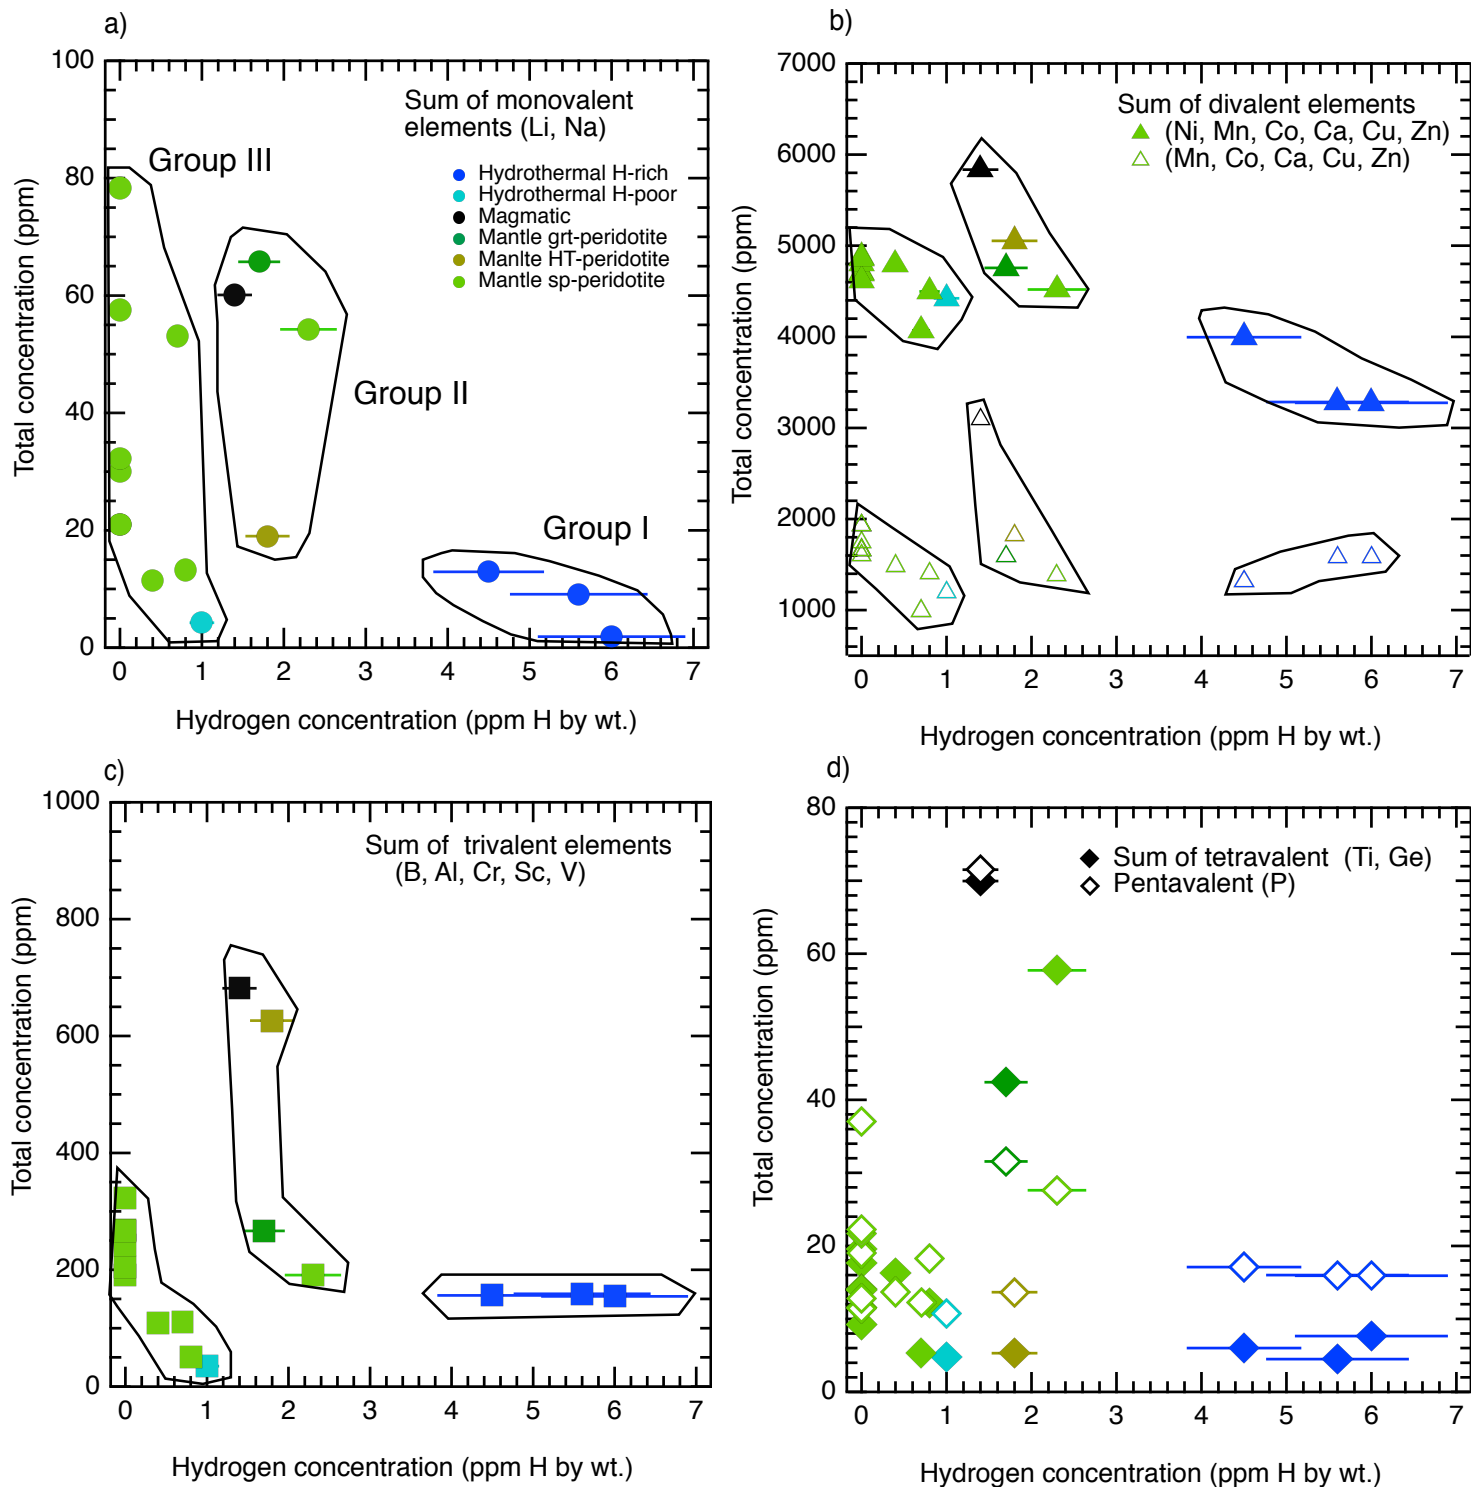 a)
100
80
60
40
20
0
Total concentration (ppm)
Sum of monovalent
elements (Li, Na)
Group III
Hydrothermal H-rich
Hydrothermal H-poor
Magmatic
Mantle grt-peridotite
Manlte HT-peridotite
Mantle sp-peridotite
Group II
Group I
0 1 2 3 4 5 6 7
Hydrogen concentration (ppm H by wt.)
b)
7000
6000
5000
4000
3000
2000
1000
Total concentration (ppm)
Sum of divalent elements
(Ni, Mn, Co, Ca, Cu, Zn)
(Mn, Co, Ca, Cu, Zn)
0 1 2 3 4 5 6 7
Hydrogen concentration (ppm H by wt.)
c)
1000
800
600
400
200
0
Total concentration (ppm)
Sum of trivalent elements
(B, Al, Cr, Sc, V)
0 1 2 3 4 5 6 7
Hydrogen concentration (ppm H by wt.)
d)
80
60
40
20
0
Total concentration (ppm)
Sum of tetravalent (Ti, Ge)
Pentavalent (P)
0 1 2 3 4 5 6 7
Hydrogen concentration (ppm H by wt.)